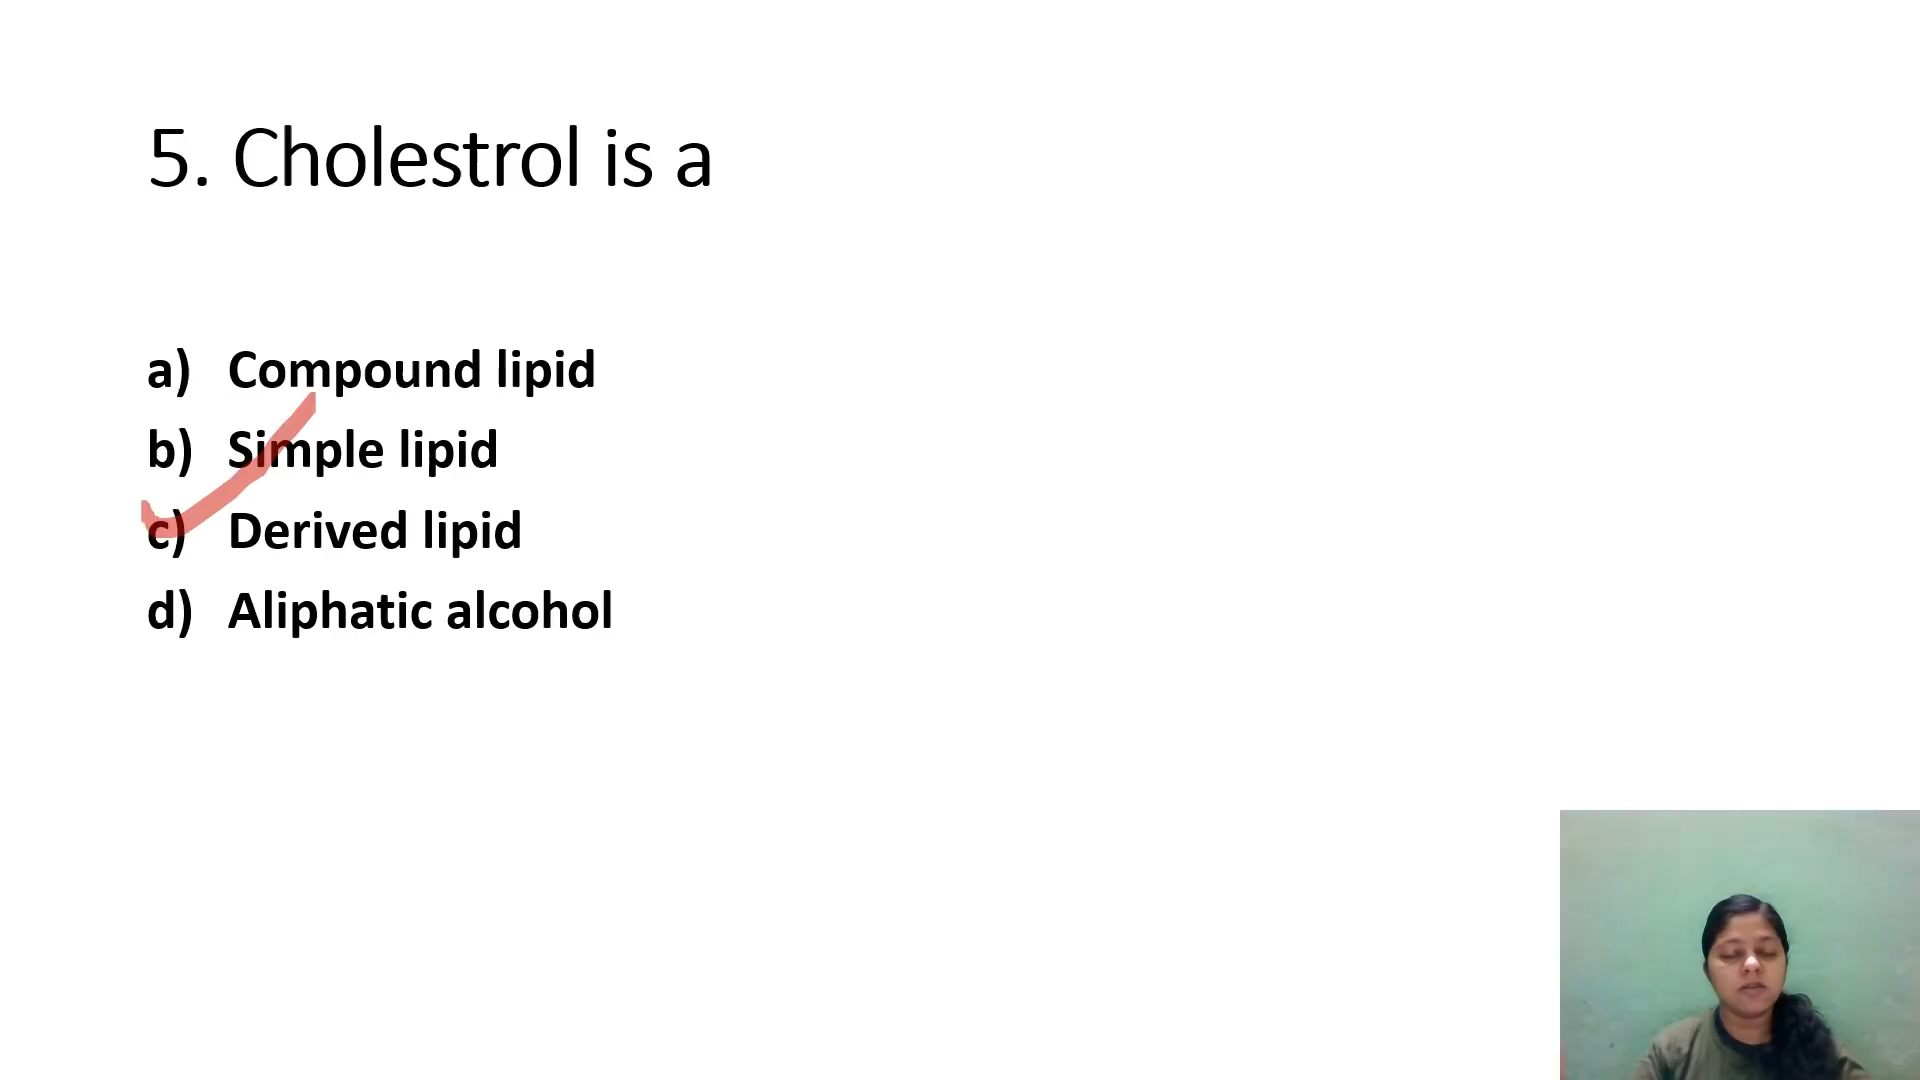 5. Cholestrol is a
a) Compound lipid
b) Simple lipid
c) Derived lipid
d) Aliphatic alcohol